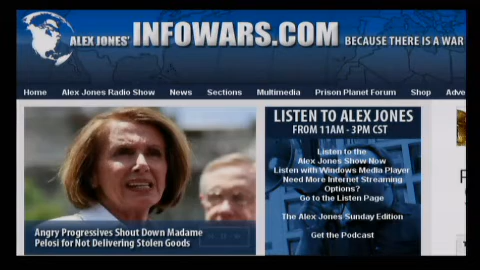 ALEX JONES' INFOWARS.COM BECAUSE THERE IS A WAR
Home Alex Jones Radio Show News Sections Multimedia Prison Planet Forum Shop Adve
LISTEN TO ALEX JONES
FROM 11AM - 3PM CST
Listen to the
Alex Jones Show Now
Listen with Windows Media Player
Need More Internet Streaming
Options?
Go to the Listen Page
The Alex Jones Sunday Edition
Get the Podcast
Angry Progressives Shout Down Madame
Pelosi for Not Delivering Stolen Goods